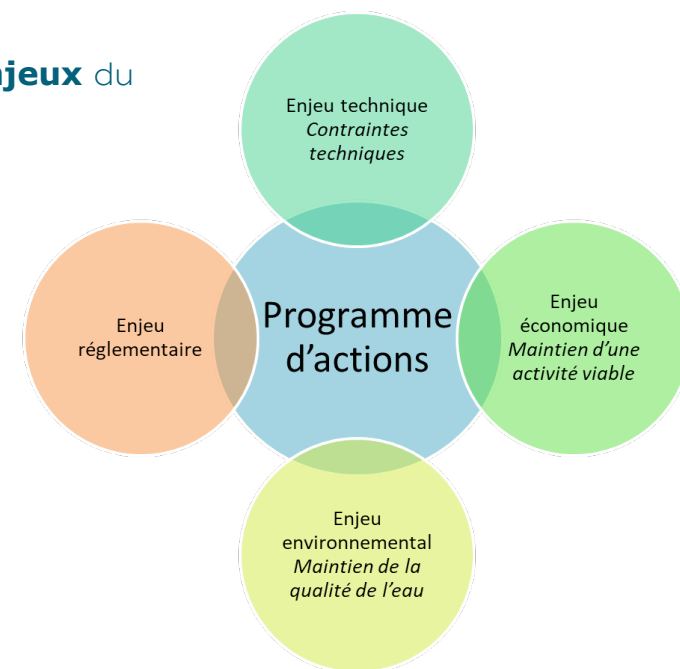 njeux du
Enjeu technique
Contraintes
techniques
Enjeu
réglementaire
Programme
d’actions
Enjeu
économique
Maintien d’une
activité viable
Enjeu
environnemental
Maintien de la
qualité de l’eau